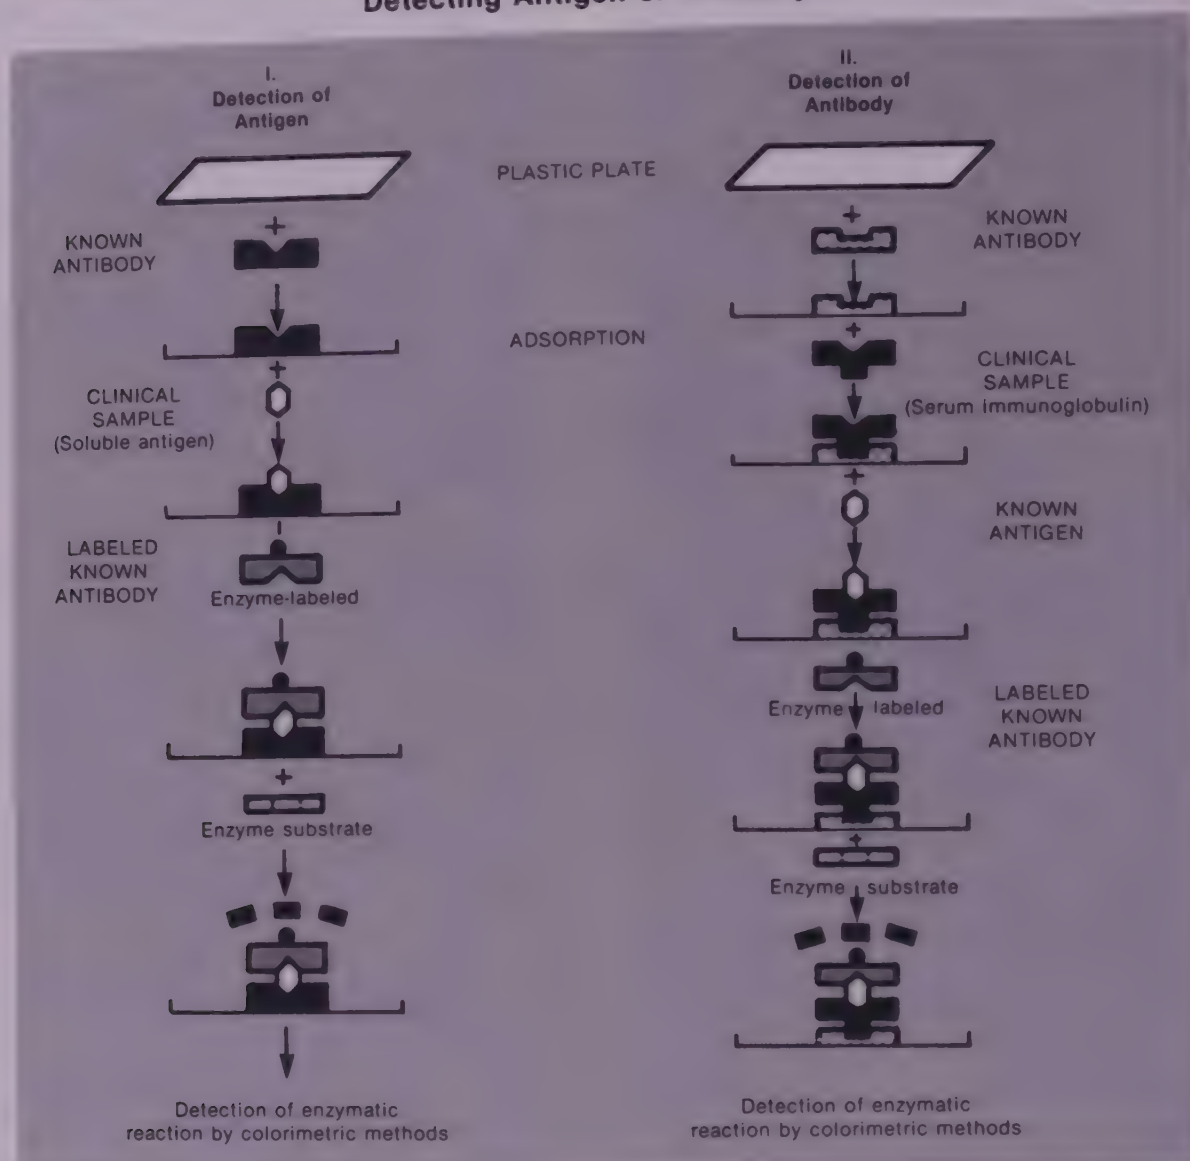 Detecting Antigen
I.
Detection of
Antigen
II.
Detection of
Antibody
PLASTIC PLATE
+
KNOWN
ANTIBODY
+
KNOWN
ANTIBODY
ADSORPTION
+
CLINICAL
SAMPLE
(Soluble antigen)
+
CLINICAL
SAMPLE
(Serum immunoglobulin)
+
KNOWN
ANTIGEN
LABELED
KNOWN
ANTIBODY
Enzyme-labeled
Enzyme labeled
LABELED
KNOWN
ANTIBODY
+
Enzyme substrate
+
Enzyme substrate
Detection of enzymatic
reaction by colorimetric methods
Detection of enzymatic
reaction by colorimetric methods